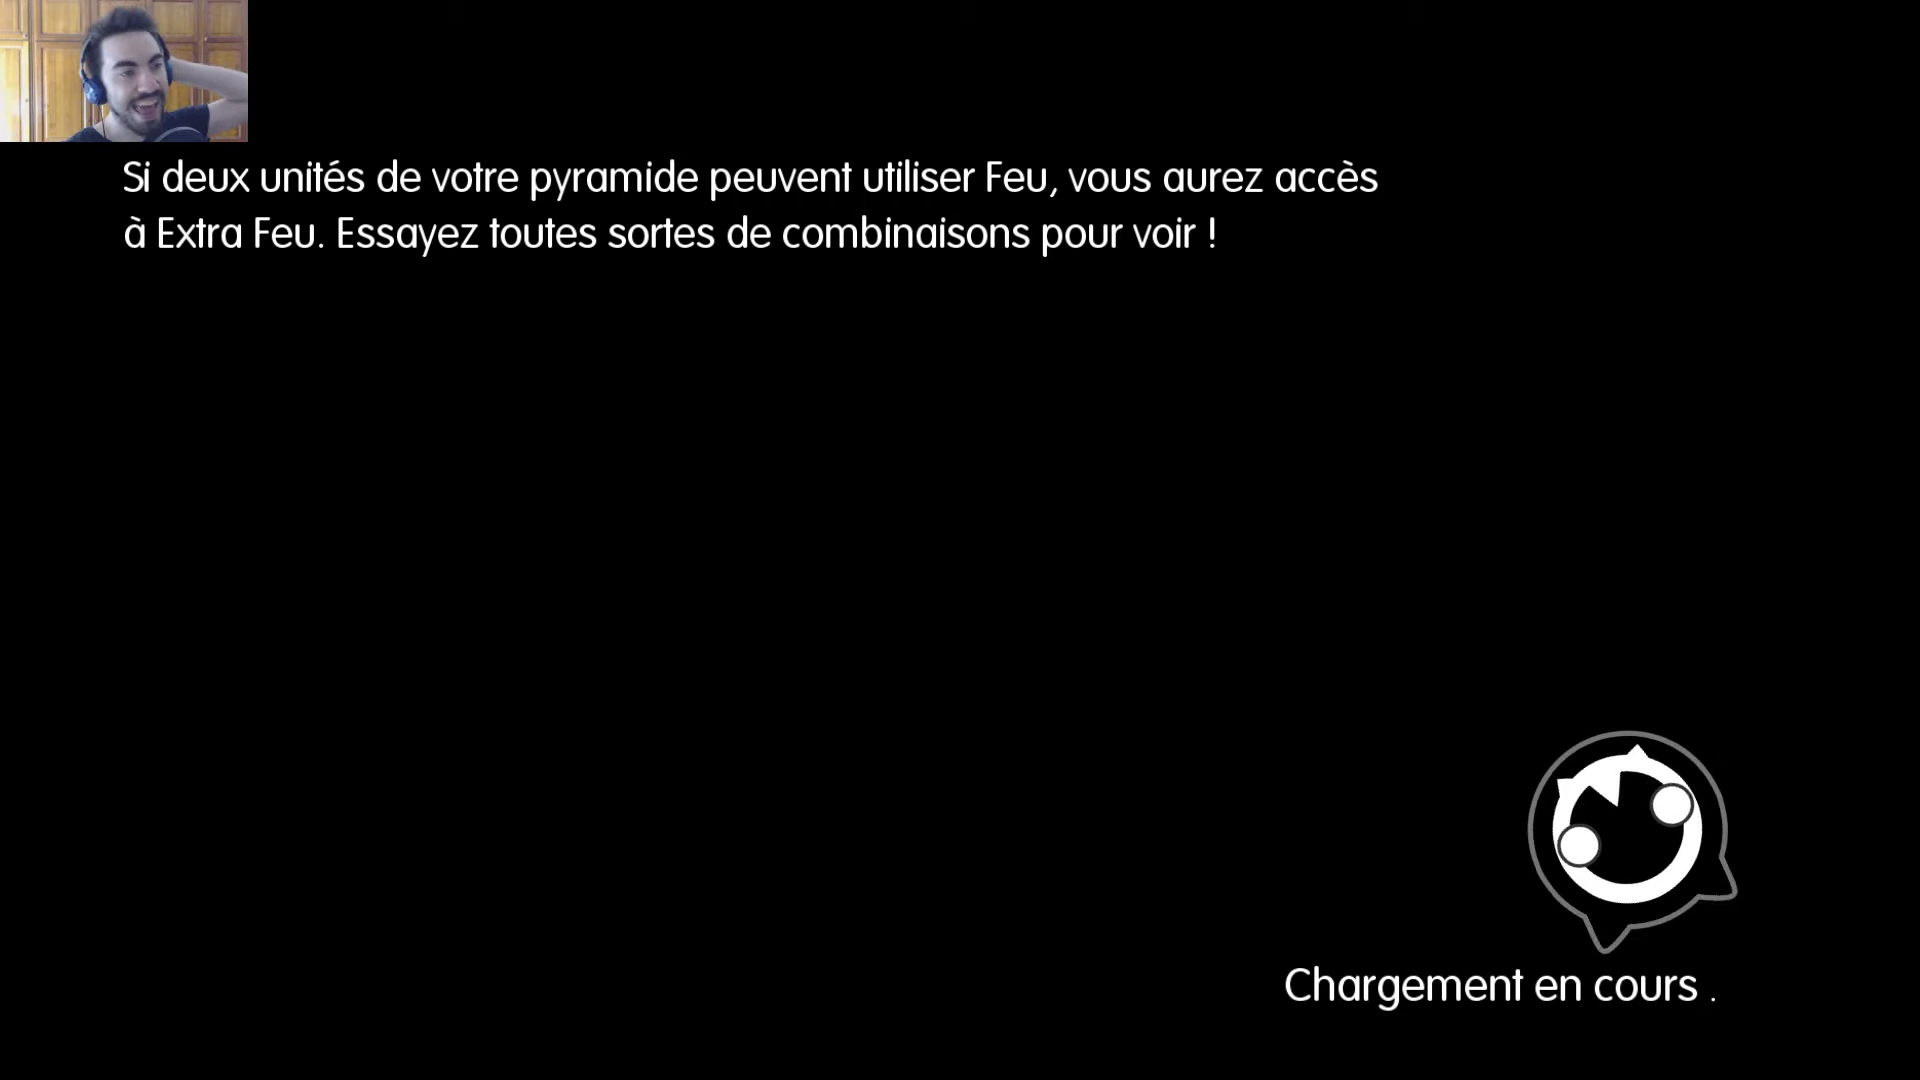 Si deux unités de votre pyramide peuvent utiliser Feu, vous aurez accès
à Extra Feu. Essayez toutes sortes de combinaisons pour voir !
Chargement en cours .